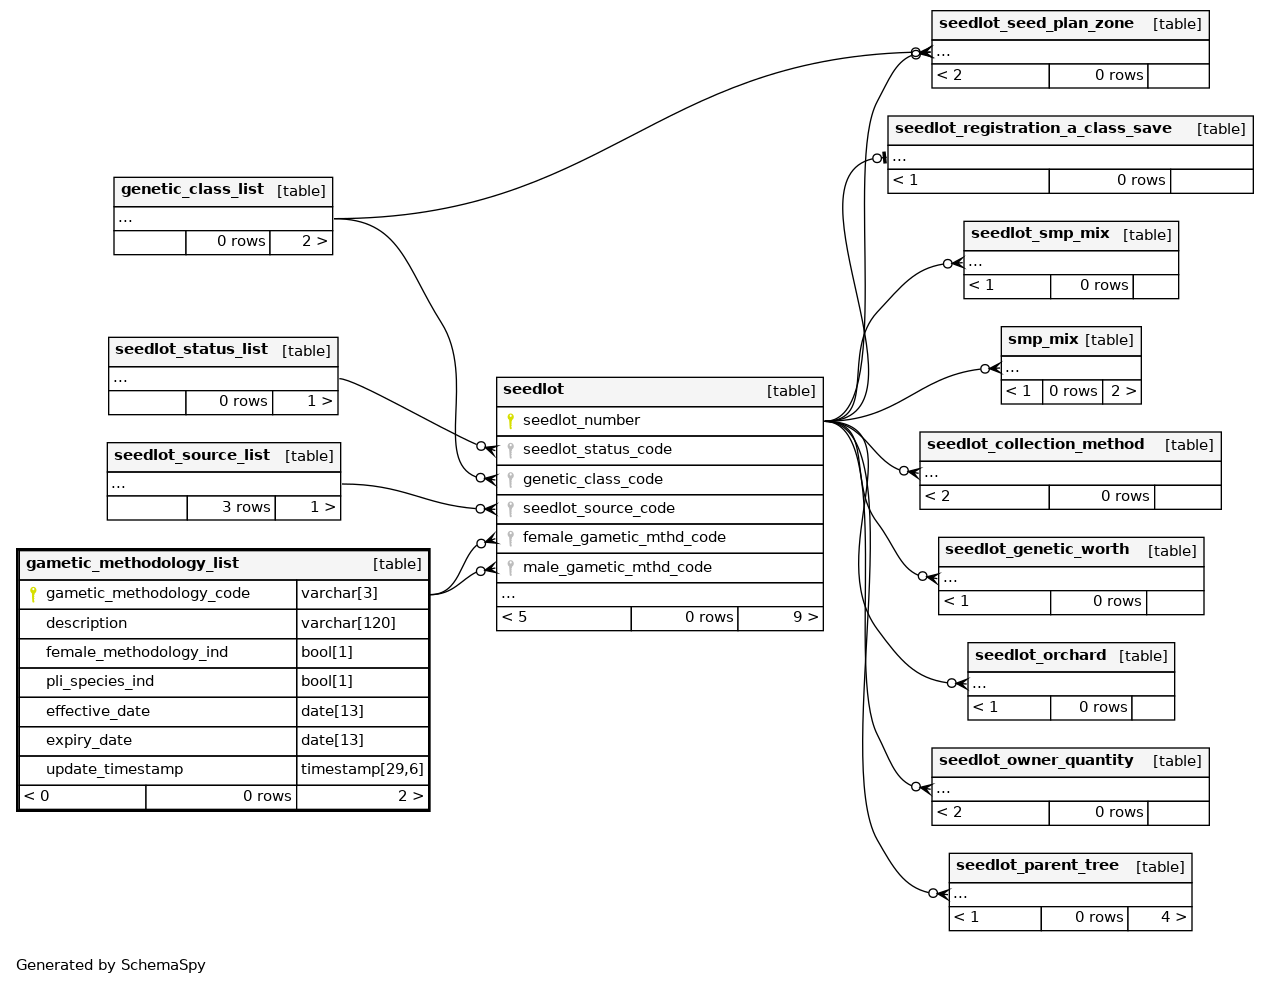 seedlot_seed_plan_zone [table]
...
< 2 0 rows
seedlot_registration_a_class_save [table]
...
< 1 0 rows
genetic_class_list [table]
...
0 rows 2 >
seedlot_smp_mix [table]
...
< 1 0 rows
smp_mix [table]
...
< 1 0 rows 2 >
seedlot_status_list [table]
...
0 rows 1 >
seedlot [table]
seedlot_number
seedlot_status_code
genetic_class_code
seedlot_source_code
female_gametic_mthd_code
male_gametic_mthd_code
...
< 5 0 rows 9 >
seedlot_source_list [table]
...
3 rows 1 >
seedlot_collection_method [table]
...
< 2 0 rows
gametic_methodology_list [table]
gametic_methodology_code varchar[3]
description varchar[120]
female_methodology_ind bool[1]
pli_species_ind bool[1]
effective_date date[13]
expiry_date date[13]
update_timestamp timestamp[29,6]
< 0 0 rows 2 >
seedlot_genetic_worth [table]
...
< 1 0 rows
seedlot_orchard [table]
...
< 1 0 rows
seedlot_owner_quantity [table]
...
< 2 0 rows
seedlot_parent_tree [table]
...
< 1 0 rows 4 >
Generated by SchemaSpy